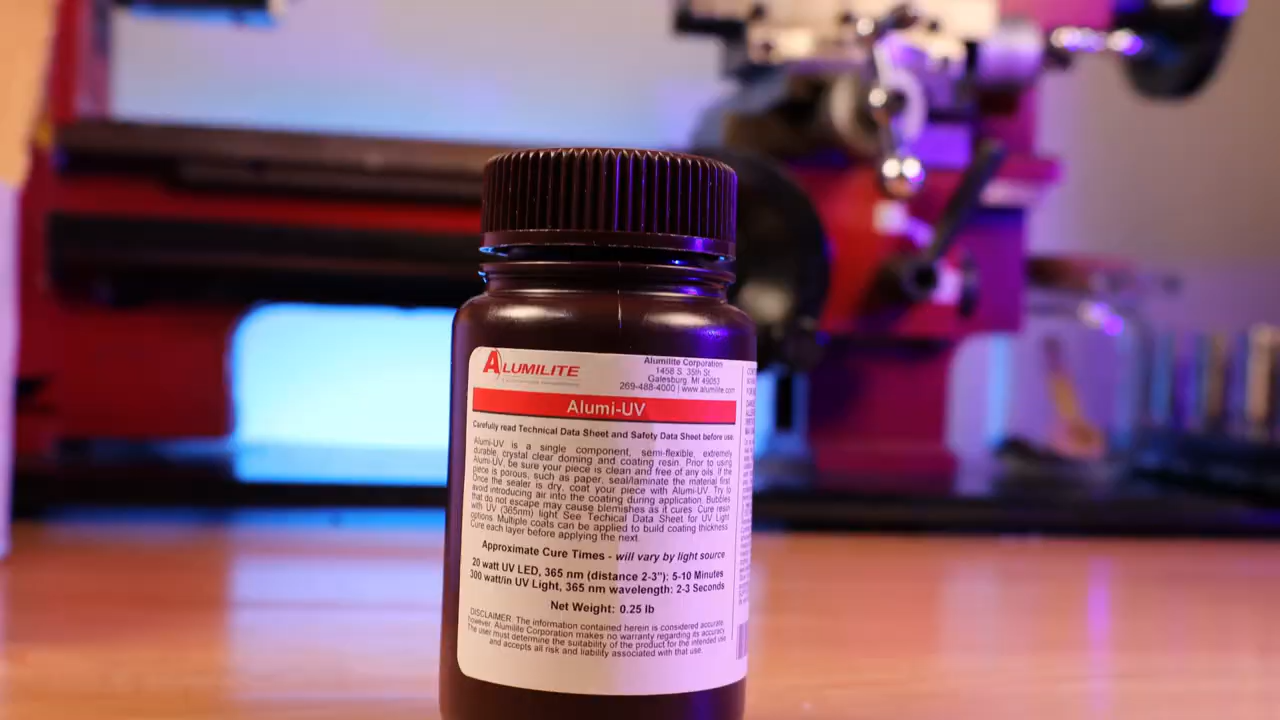 ALUMILITE
Alumilite Corporation
1458 S. 35th St.
Galesburg, MI 49053
269-488-4000 | www.alumilite.com
Alumi-UV
Carefully read Technical Data Sheet and Safety Data Sheet before use.
Alumi-UV is a single component, semi-flexible, extremely
durable, crystal clear doming and coating resin. Prior to using
Alumi-UV, be sure your piece is clean and free of any oils. If the
piece is porous, such as paper, seal/laminate the material first.
Once the sealer is dry, coat your piece with Alumi-UV. Try to
avoid introducing air into the coating during application. Bubbles
that do not escape may cause blemishes as it cures. Cure resin
with UV (365nm) light. See Techical Data Sheet for UV Light
options. Multiple coats can be applied to build coating thickness.
Cure each layer before applying the next.
Approximate Cure Times - will vary by light source
20 watt UV LED, 365 nm (distance 2-3"): 5-10 Minutes
300 watt/in UV Light, 365 nm wavelength: 2-3 Seconds
Net Weight: 0.25 lb
DISCLAIMER: The information contained herein is considered accurate,
however, Alumilite Corporation makes no warranty regarding its accuracy.
The user must determine the suitability of the product for the intended use
and accepts all risk and liability associated with that use.